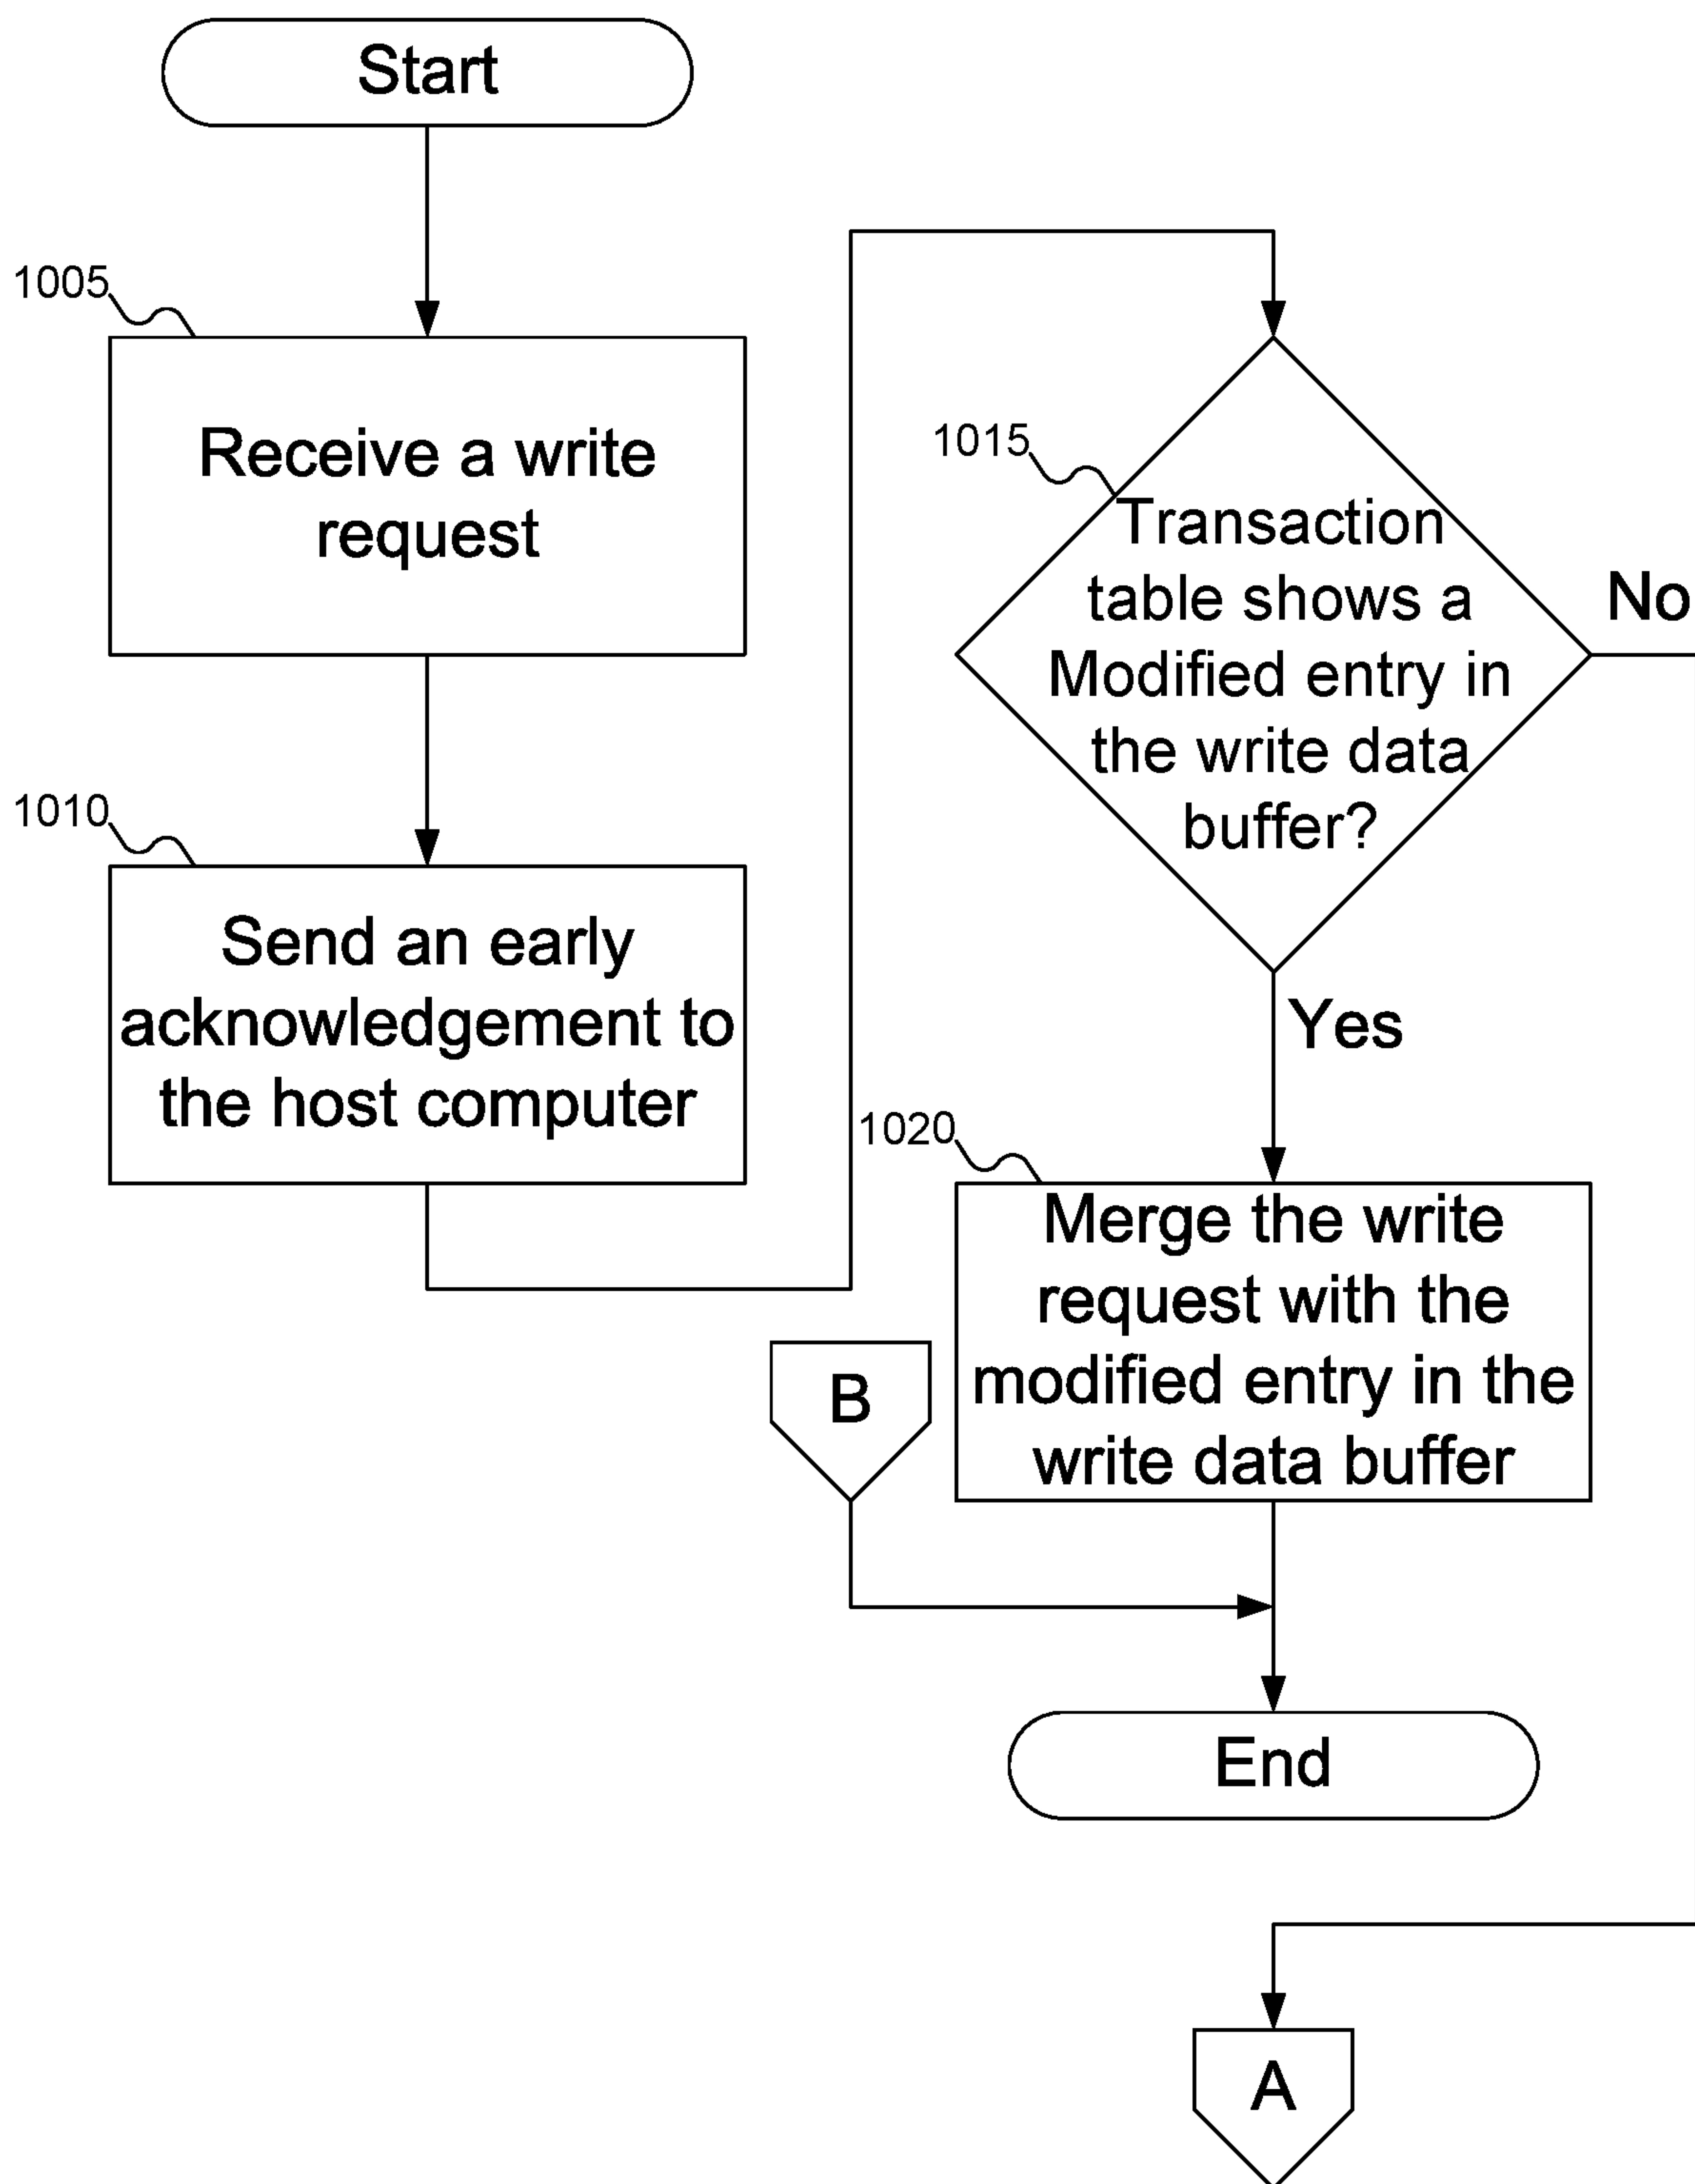 Start
1005
Receive a write
request
1010
Send an early
acknowledgement to
the host computer
1015
Transaction
table shows a
Modified entry in
the write data
buffer?
No
Yes
1020
Merge the write
request with the
modified entry in the
write data buffer
B
End
A